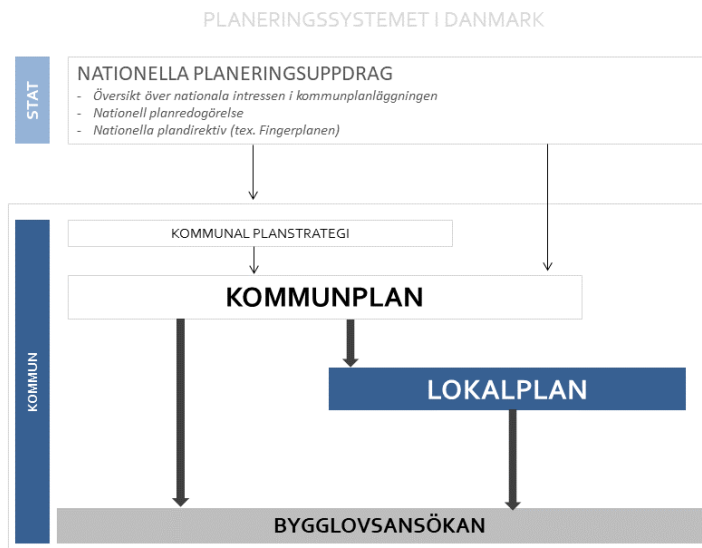 PLANERINGSSYSTEMET I DANMARK
STAT
NATIONELLA PLANERINGSUPPDRAG
- Översikt över nationala intressen i kommunplanläggningen
- Nationell planredogörelse
- Nationella plandirektiv (tex. Fingerplanen)
KOMMUN
KOMMUNAL PLANSTRATEGI
KOMMUNPLAN
LOKALPLAN
BYGGLOVSANSÖKAN